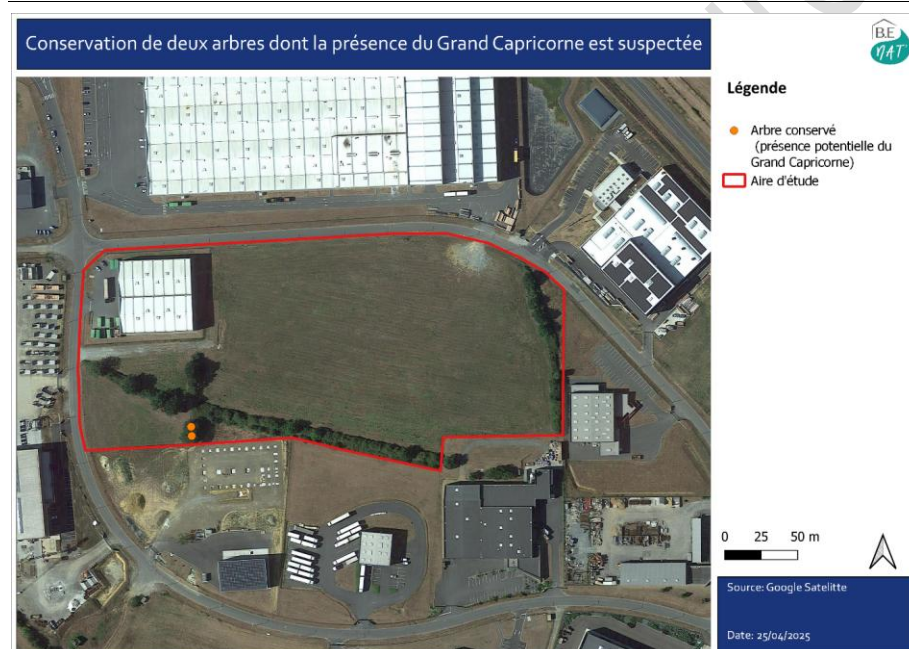 Conservation de deux arbres dont la présence du Grand Capricorne est suspectée
B.E
NAT
Légende
Arbre conservé
(présence potentielle du
Grand Capricorne)
Aire d'étude
0 25 50 m
Source: Google Satelitte
Date: 25/04/2025